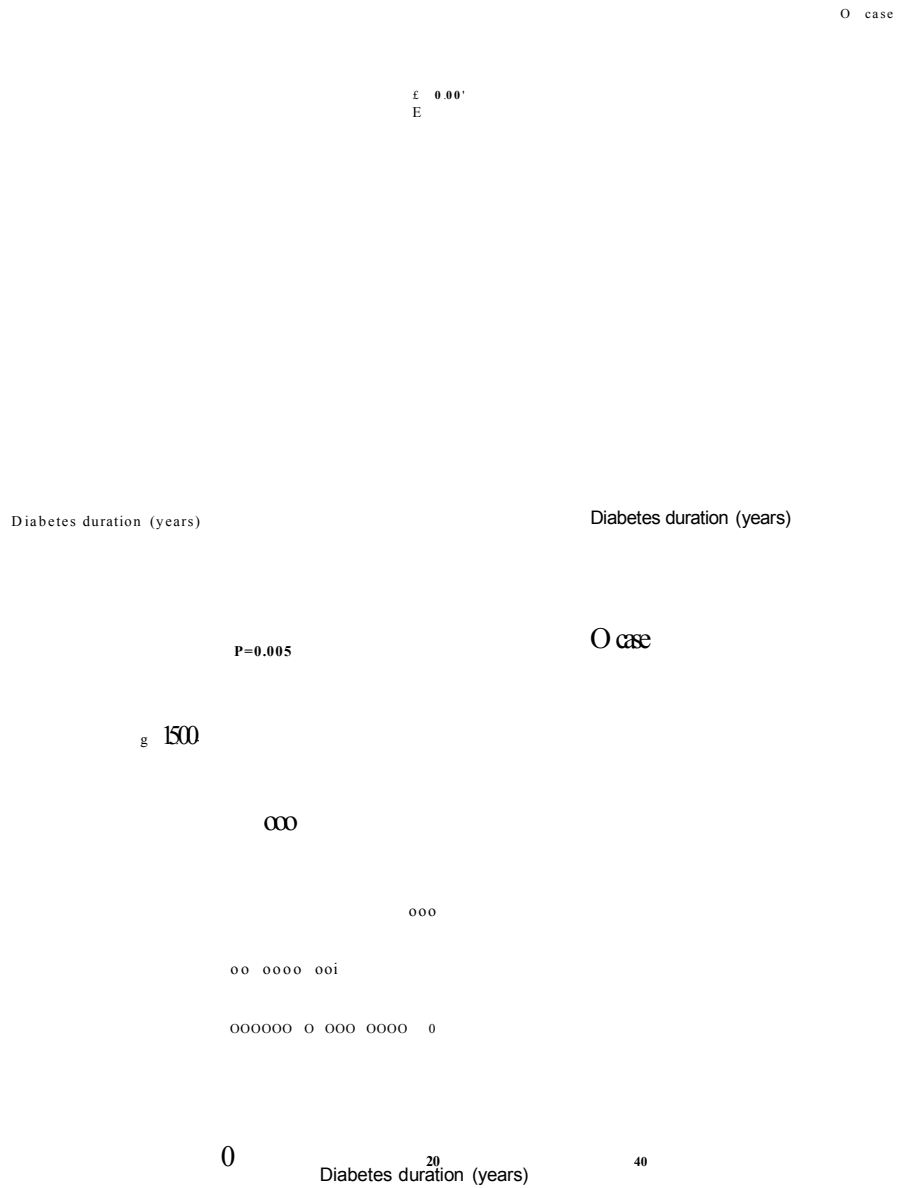 O case
£ 0.00'
E
Diabetes duration (years)
Diabetes duration (years)
P=0.005
O case
g 1500-
ooo
ooo
oo oooo ooi
OOOOOO O OOO OOOO 0
0 20 40
Diabetes duration (years)